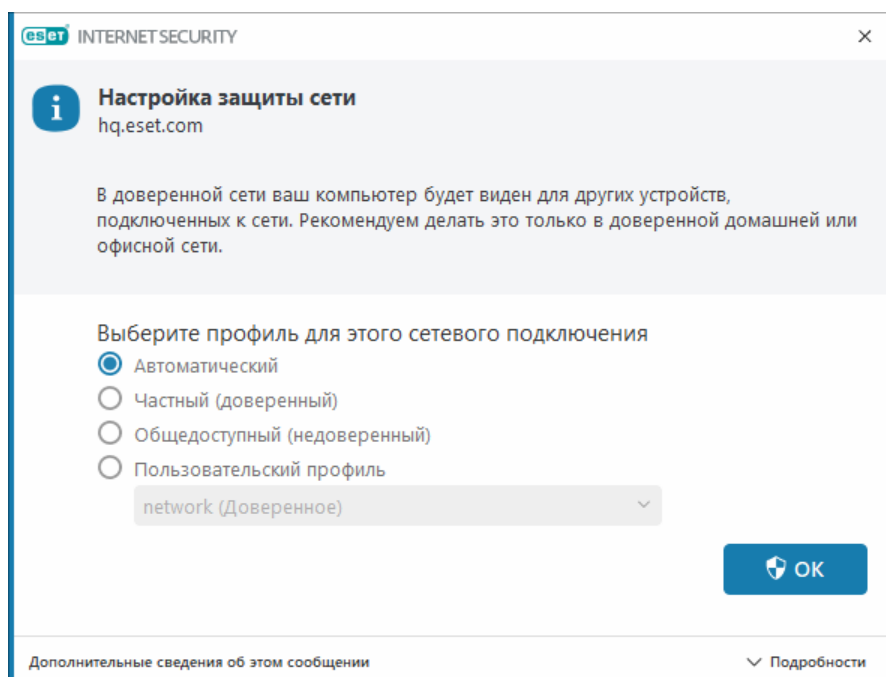 eset INTERNET SECURITY
Настройка защиты сети
hq.eset.com
В доверенной сети ваш компьютер будет виден для других устройств,
подключенных к сети. Рекомендуем делать это только в доверенной домашней или
офисной сети.
Выберите профиль для этого сетевого подключения
Автоматический
Частный (доверенный)
Общедоступный (недоверенный)
Пользовательский профиль
network (Доверенное)
ОК
Дополнительные сведения об этом сообщении
Подробности